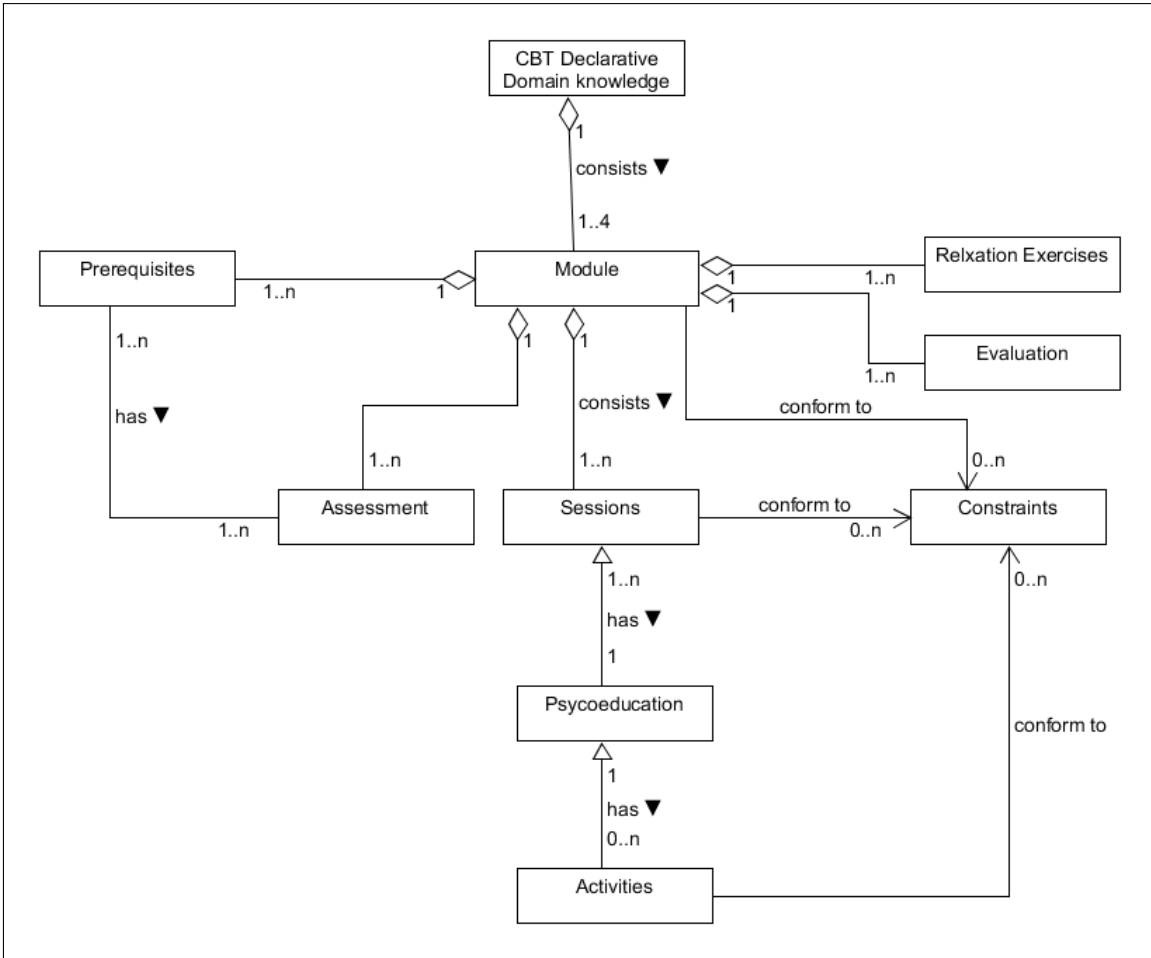 CBT Declarative
Domain knowledge
1
consists ▼
1..4
Prerequisites
1..n
1
Module
1
1..n
Relxation Exercises
1
1..n
Evaluation
1..n
has ▼
1..n
1
1..n
Assessment
1
consists ▼
1..n
Sessions
conform to
0..n
conform to
0..n
Constraints
1..n
has ▼
1
Psycoeducation
1
has ▼
0..n
Activities
0..n
conform to